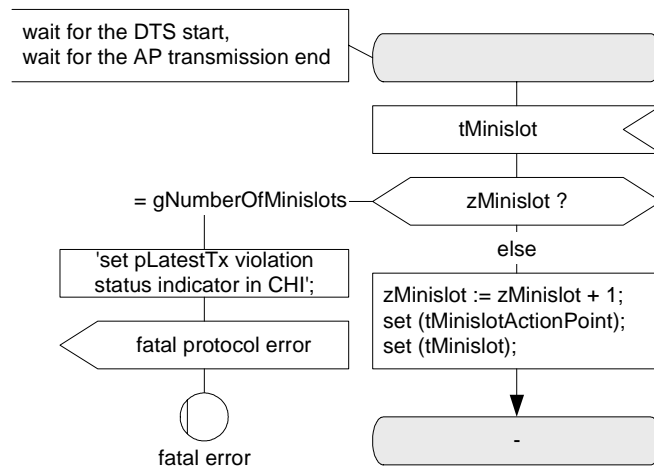 wait for the DTS start,
wait for the AP transmission end
tMinislot
= gNumberOfMinislots
zMinislot ?
else
'set pLatestTx violation
status indicator in CHI';
zMinislot := zMinislot + 1;
set (tMinislotActionPoint);
set (tMinislot);
fatal protocol error
-
fatal error